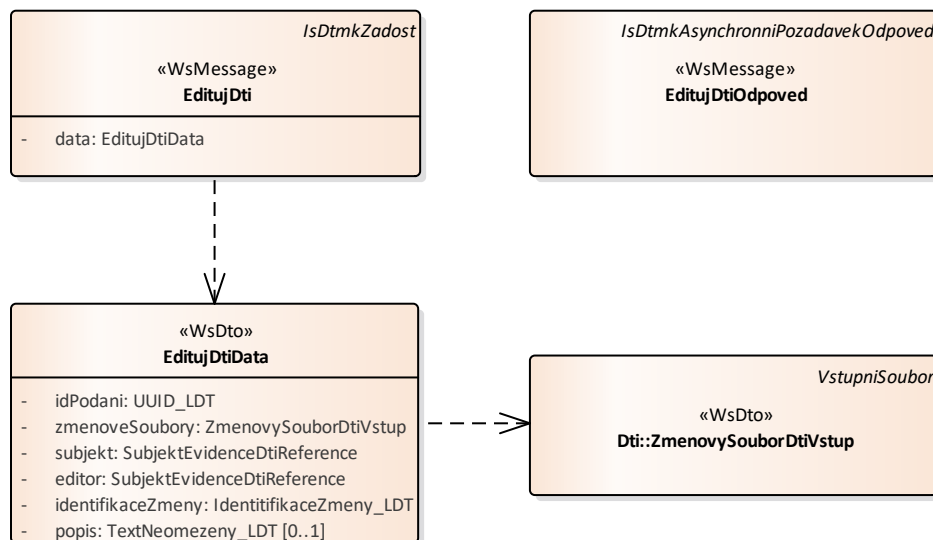 IsDtmkZadost
«WsMessage»
EditujDti
- data: EditujDtiData
IsDtmkAsynchronniPozadavekOdpoved
«WsMessage»
EditujDtiOdpoved
«WsDto»
EditujDtiData
- idPodani: UUID_LDT
- zmenoveSoubory: ZmenovySouborDtiVstup
- subjekt: SubjektEvidenceDtiReference
- editor: SubjektEvidenceDtiReference
- identifikaceZmeny: IdentitifikaceZmeny_LDT
- popis: TextNeomezeny_LDT [0..1]
VstupniSoubor
«WsDto»
Dti::ZmenovySouborDtiVstup